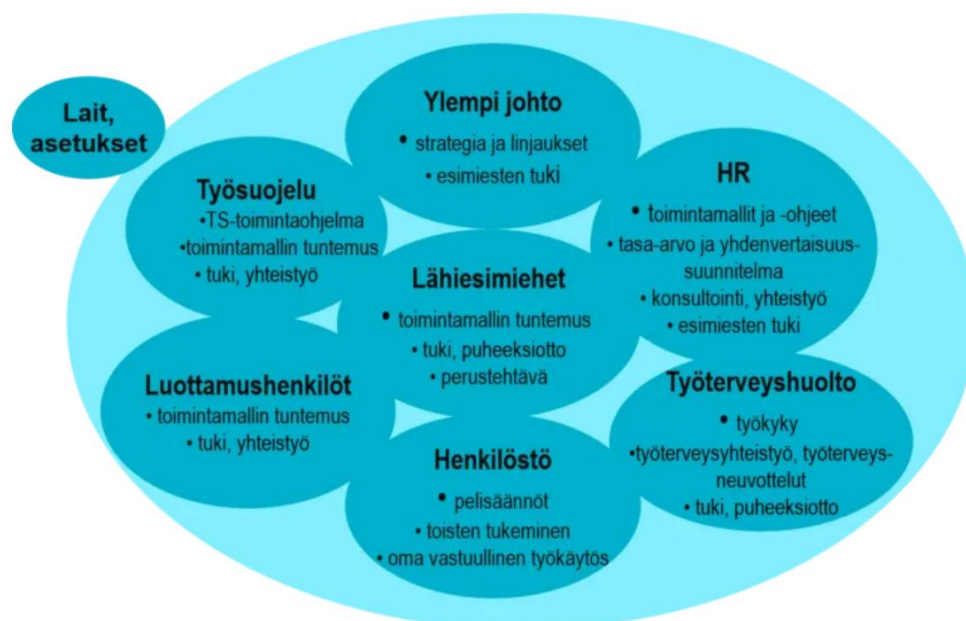 Lait,
asetukset
Ylempi johto
• strategia ja linjaukset
• esimiesten tuki
Työsuojelu
•TS-toimintaohjelma
•toimintamallin tuntemus
• tuki, yhteistyö
HR
• toimintamallit ja -ohjeet
• tasa-arvo ja yhdenvertaisuus-
suunnitelma
• konsultointi, yhteistyö
• esimiesten tuki
Lähiesimiehet
• toimintamallin tuntemus
• tuki, puheeksiotto
• perustehtävä
Luottamushenkilöt
• toimintamallin tuntemus
• tuki, yhteistyö
Työterveyshuolto
• työkyky
•työterveysyhteistyö, työterveys-
neuvottelut
• tuki, puheeksiotto
Henkilöstö
• pelisäännöt
• toisten tukeminen
• oma vastuullinen työkäytös